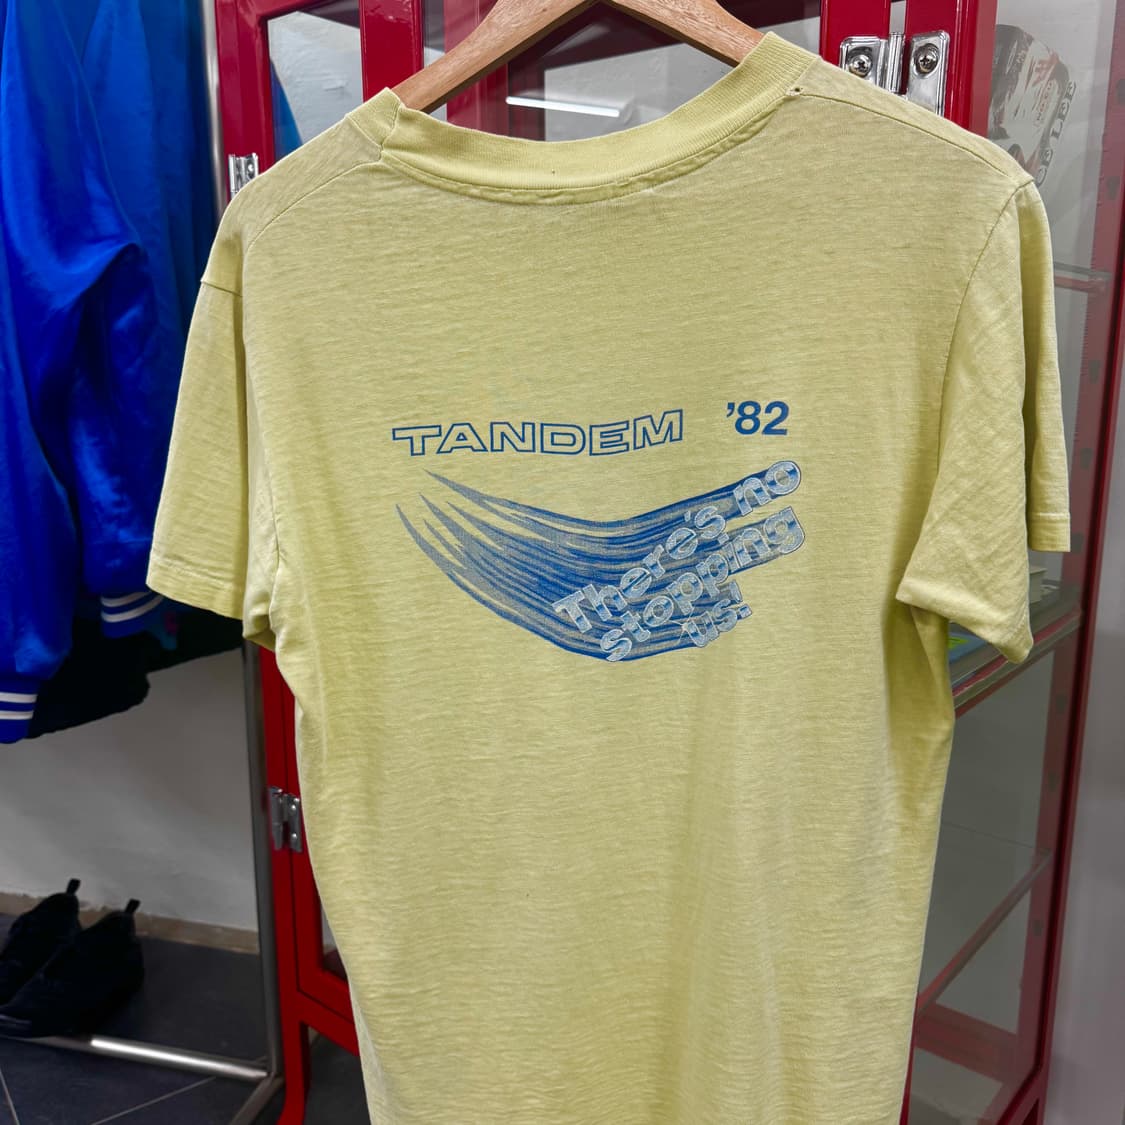 TANDEM '82
There's no
stopping
us!